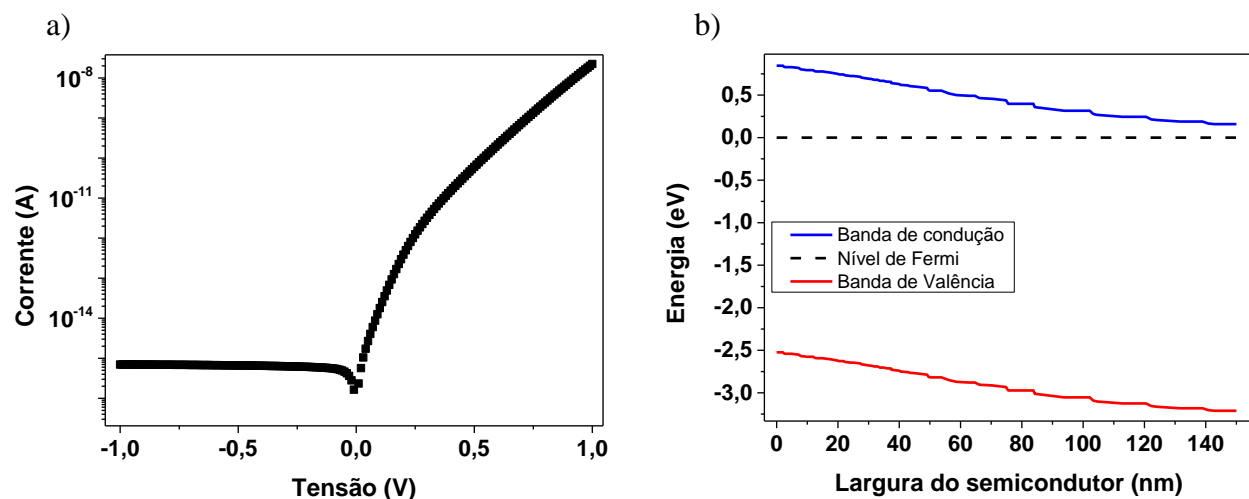 a)
10⁻⁸
10⁻¹¹
10⁻¹⁴
Corrente (A)
-1,0
-0,5
0,0
0,5
1,0
Tensão (V)
b)
0,5
0,0
-0,5
-1,0
-1,5
-2,0
-2,5
-3,0
Energia (eV)
Banda de condução
Nível de Fermi
Banda de Valência
0
20
40
60
80
100
120
140
Largura do semicondutor (nm)